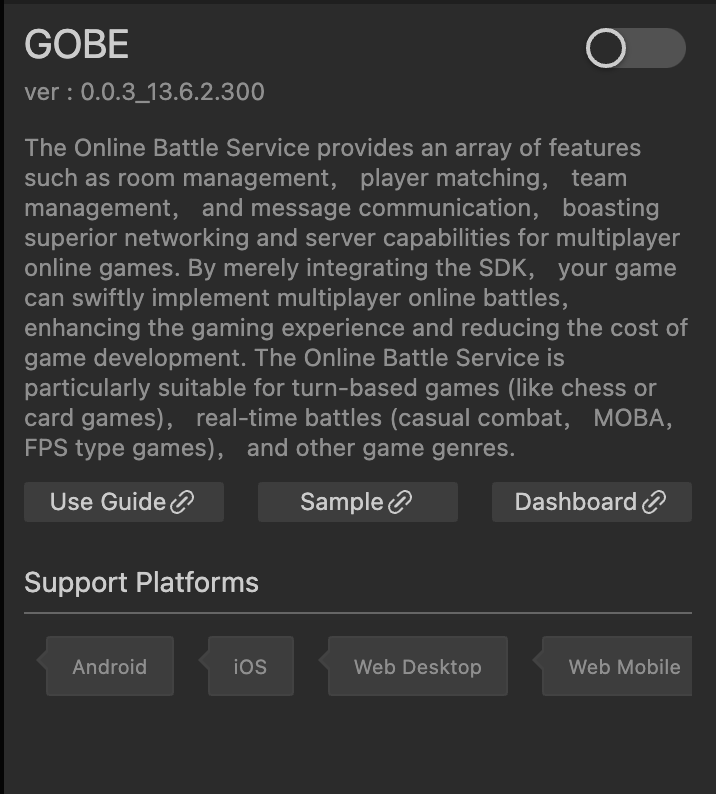 GOBE
ver : 0.0.3_13.6.2.300
The Online Battle Service provides an array of features
such as room management， player matching， team
management， and message communication， boasting
superior networking and server capabilities for multiplayer
online games. By merely integrating the SDK， your game
can swiftly implement multiplayer online battles，
enhancing the gaming experience and reducing the cost of
game development. The Online Battle Service is
particularly suitable for turn-based games (like chess or
card games)， real-time battles (casual combat， MOBA，
FPS type games)， and other game genres.
Use Guide Sample Dashboard
Support Platforms
Android iOS Web Desktop Web Mobile